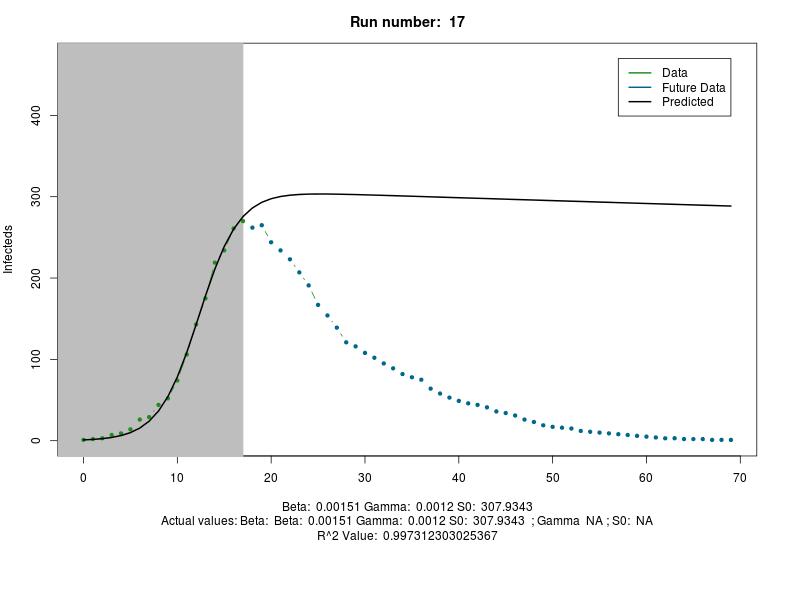 Run number: 17
Data
Future Data
Predicted
400
300
200
100
0
Infecteds
0 10 20 30 40 50 60 70
Beta: 0.00151 Gamma: 0.0012 S0: 307.9343
Actual values: Beta: Beta: 0.00151 Gamma: 0.0012 S0: 307.9343 ; Gamma NA ; S0: NA
R^2 Value: 0.997312303025367